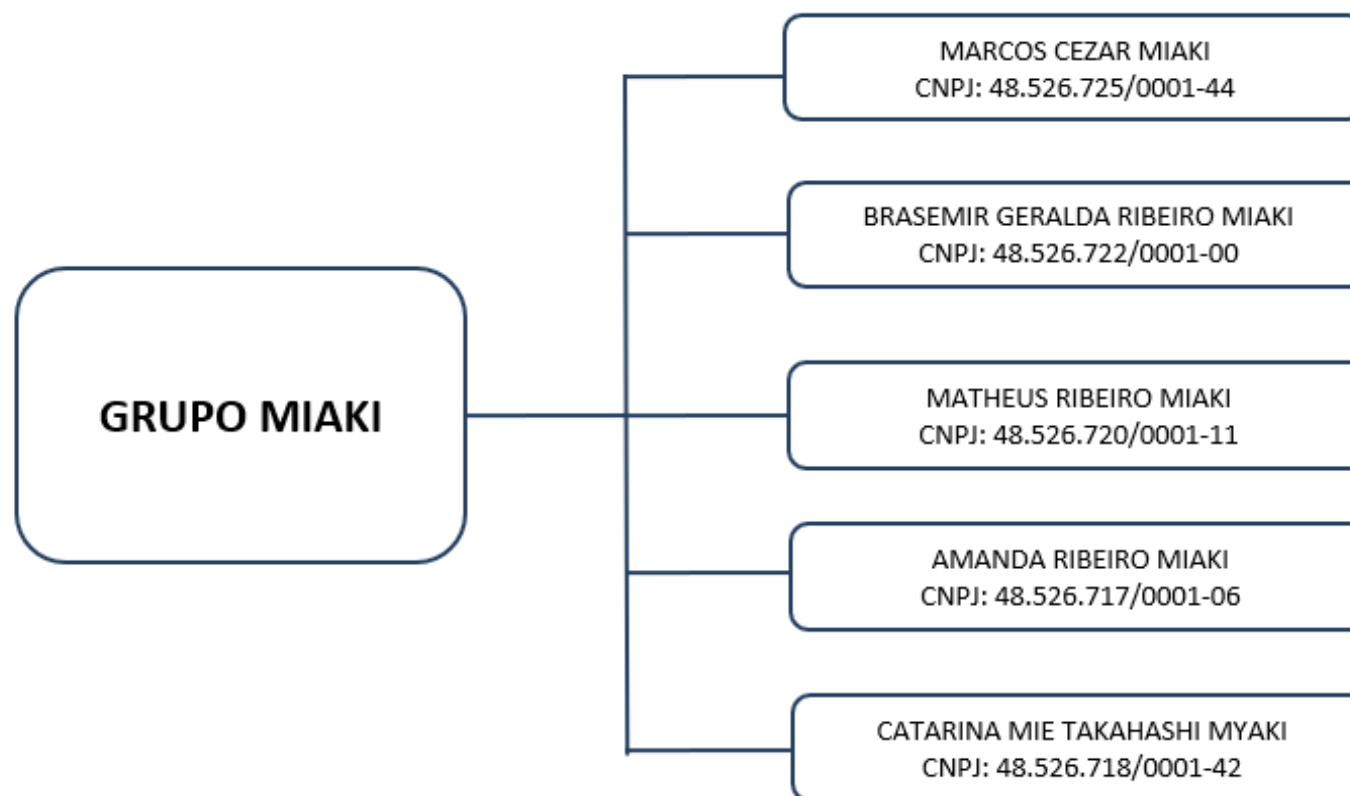 MARCOS CEZAR MIAKI
CNPJ: 48.526.725/0001-44
BRASEMIR GERALDA RIBEIRO MIAKI
CNPJ: 48.526.722/0001-00
GRUPO MIAKI
MATHEUS RIBEIRO MIAKI
CNPJ: 48.526.720/0001-11
AMANDA RIBEIRO MIAKI
CNPJ: 48.526.717/0001-06
CATARINA MIE TAKAHASHI MYAKI
CNPJ: 48.526.718/0001-42